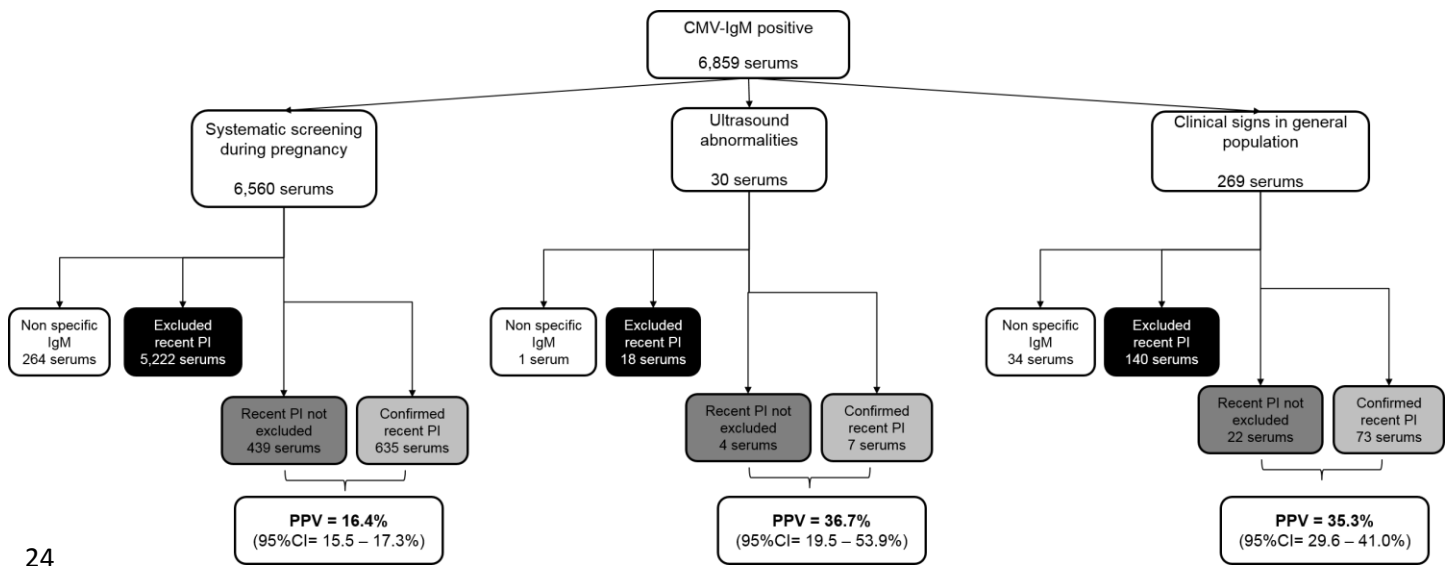 CMV-IgM positive
6,859 serums
Systematic screening
during pregnancy
6,560 serums
Ultrasound
abnormalities
30 serums
Clinical signs in general
population
269 serums
Non specific
IgM
264 serums
Excluded
recent PI
5,222 serums
Non specific
IgM
1 serum
Excluded
recent PI
18 serums
Non specific
IgM
34 serums
Excluded
recent PI
140 serums
Recent PI not
excluded
439 serums
Confirmed
recent PI
635 serums
Recent PI not
excluded
4 serums
Confirmed
recent PI
7 serums
Recent PI not
excluded
22 serums
Confirmed
recent PI
73 serums
PPV = 16.4%
(95%CI= 15.5 – 17.3%)
PPV = 36.7%
(95%CI= 19.5 – 53.9%)
PPV = 35.3%
(95%CI= 29.6 – 41.0%)
24